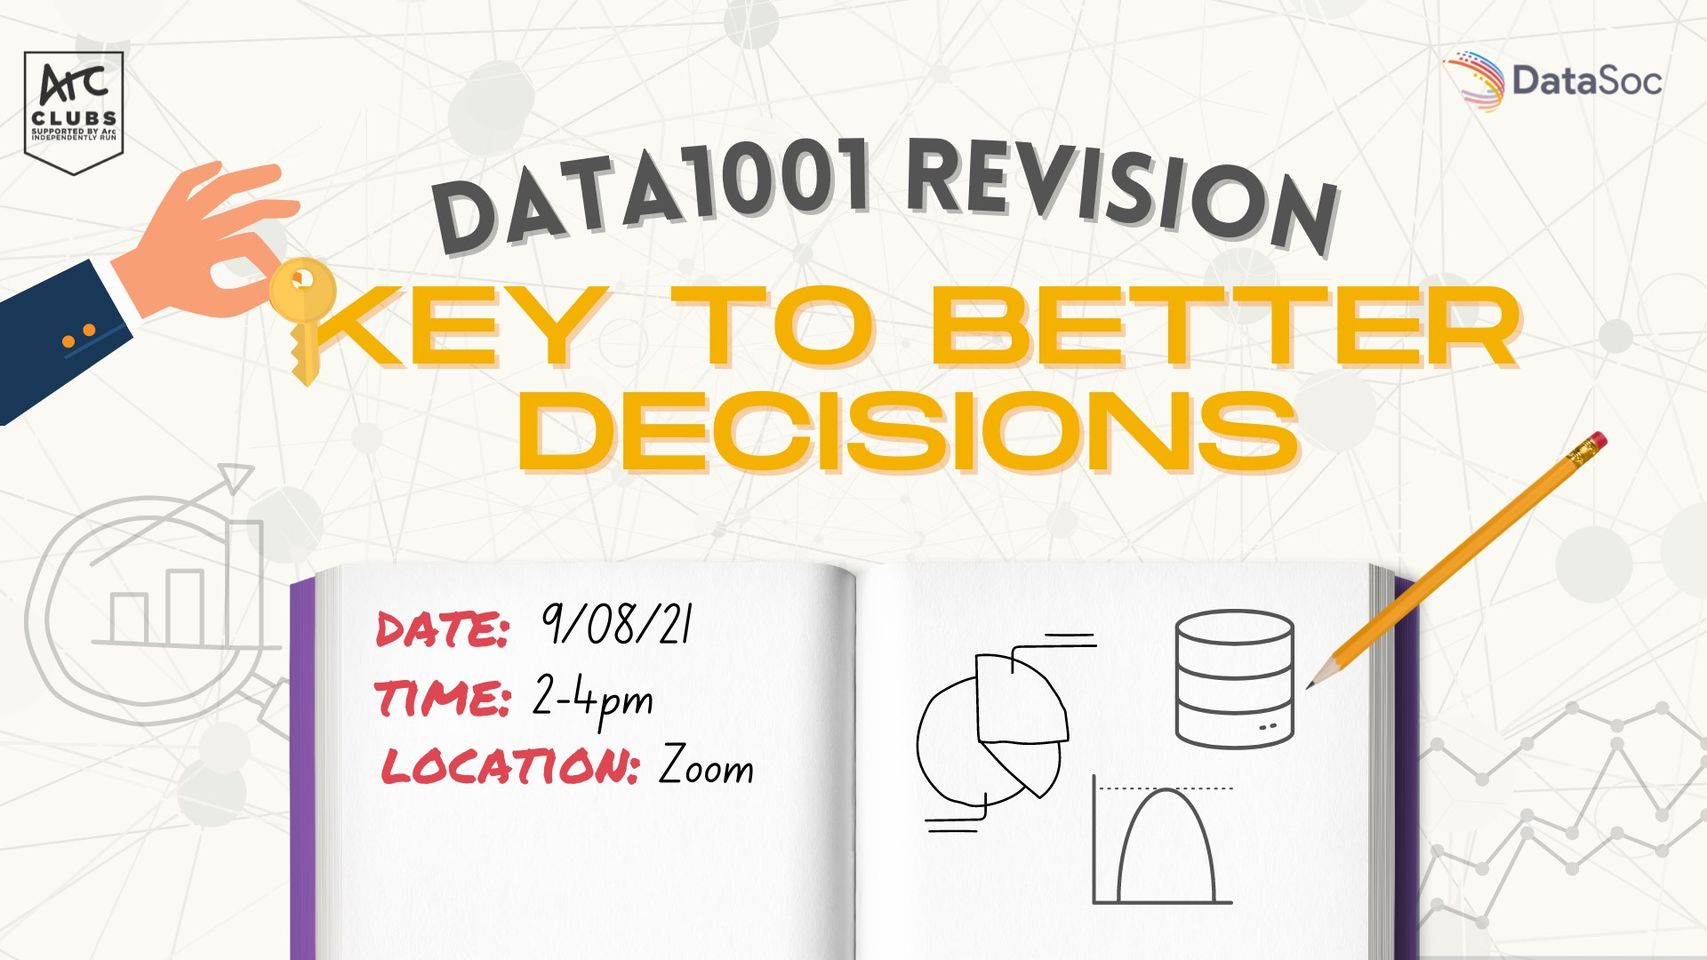 Arc
CLUBS
SUPPORTED BY Arc
INDEPENDENTLY RUN
DataSoc
DATA1001 REVISION
KEY TO BETTER
DECISIONS
DATE: 9/08/21
TIME: 2-4pm
LOCATION: Zoom